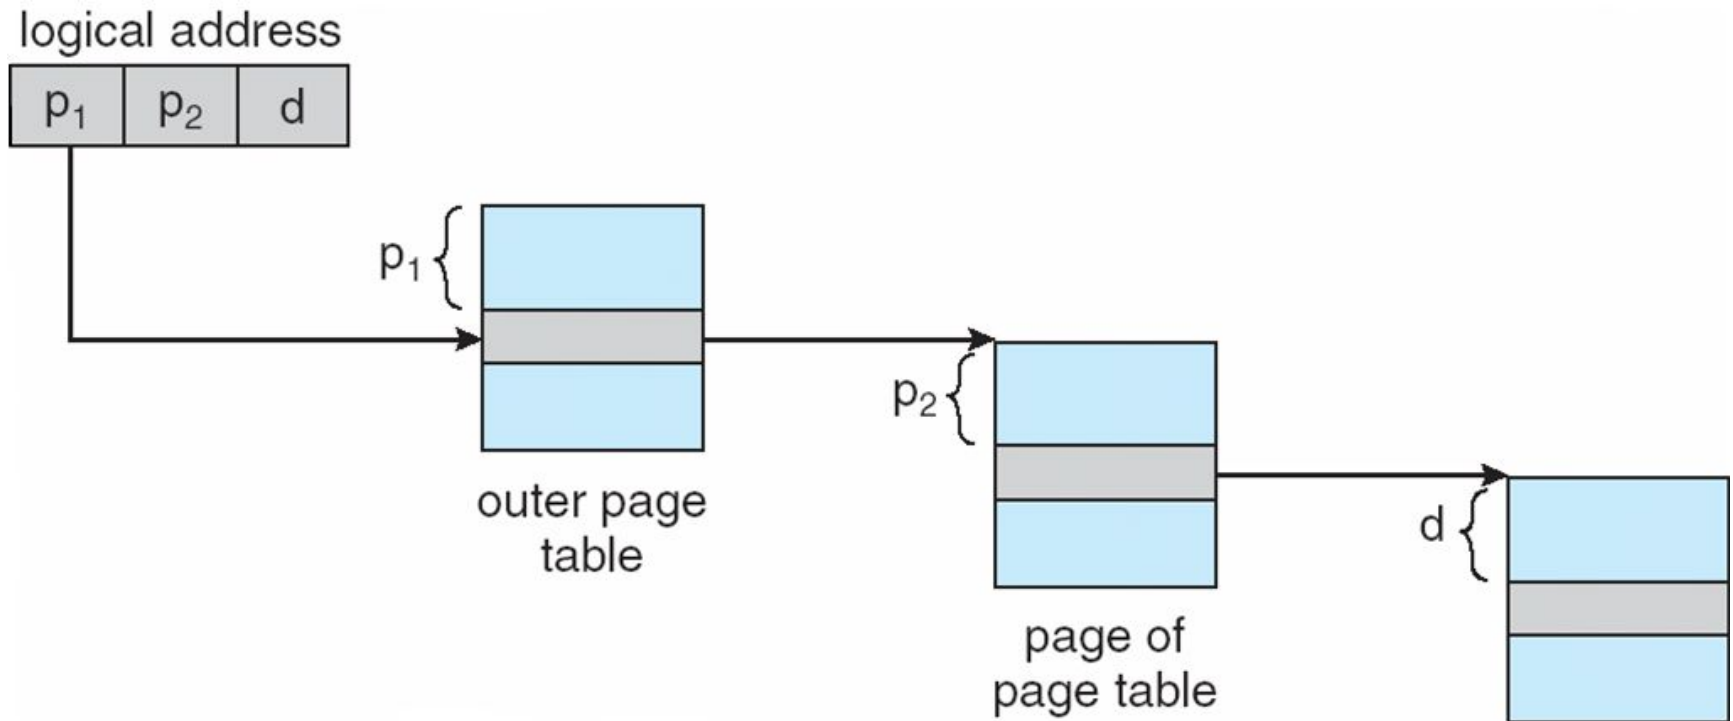 logical address
p₁ p₂ d
p₁
outer page
table
p₂
page of
page table
d